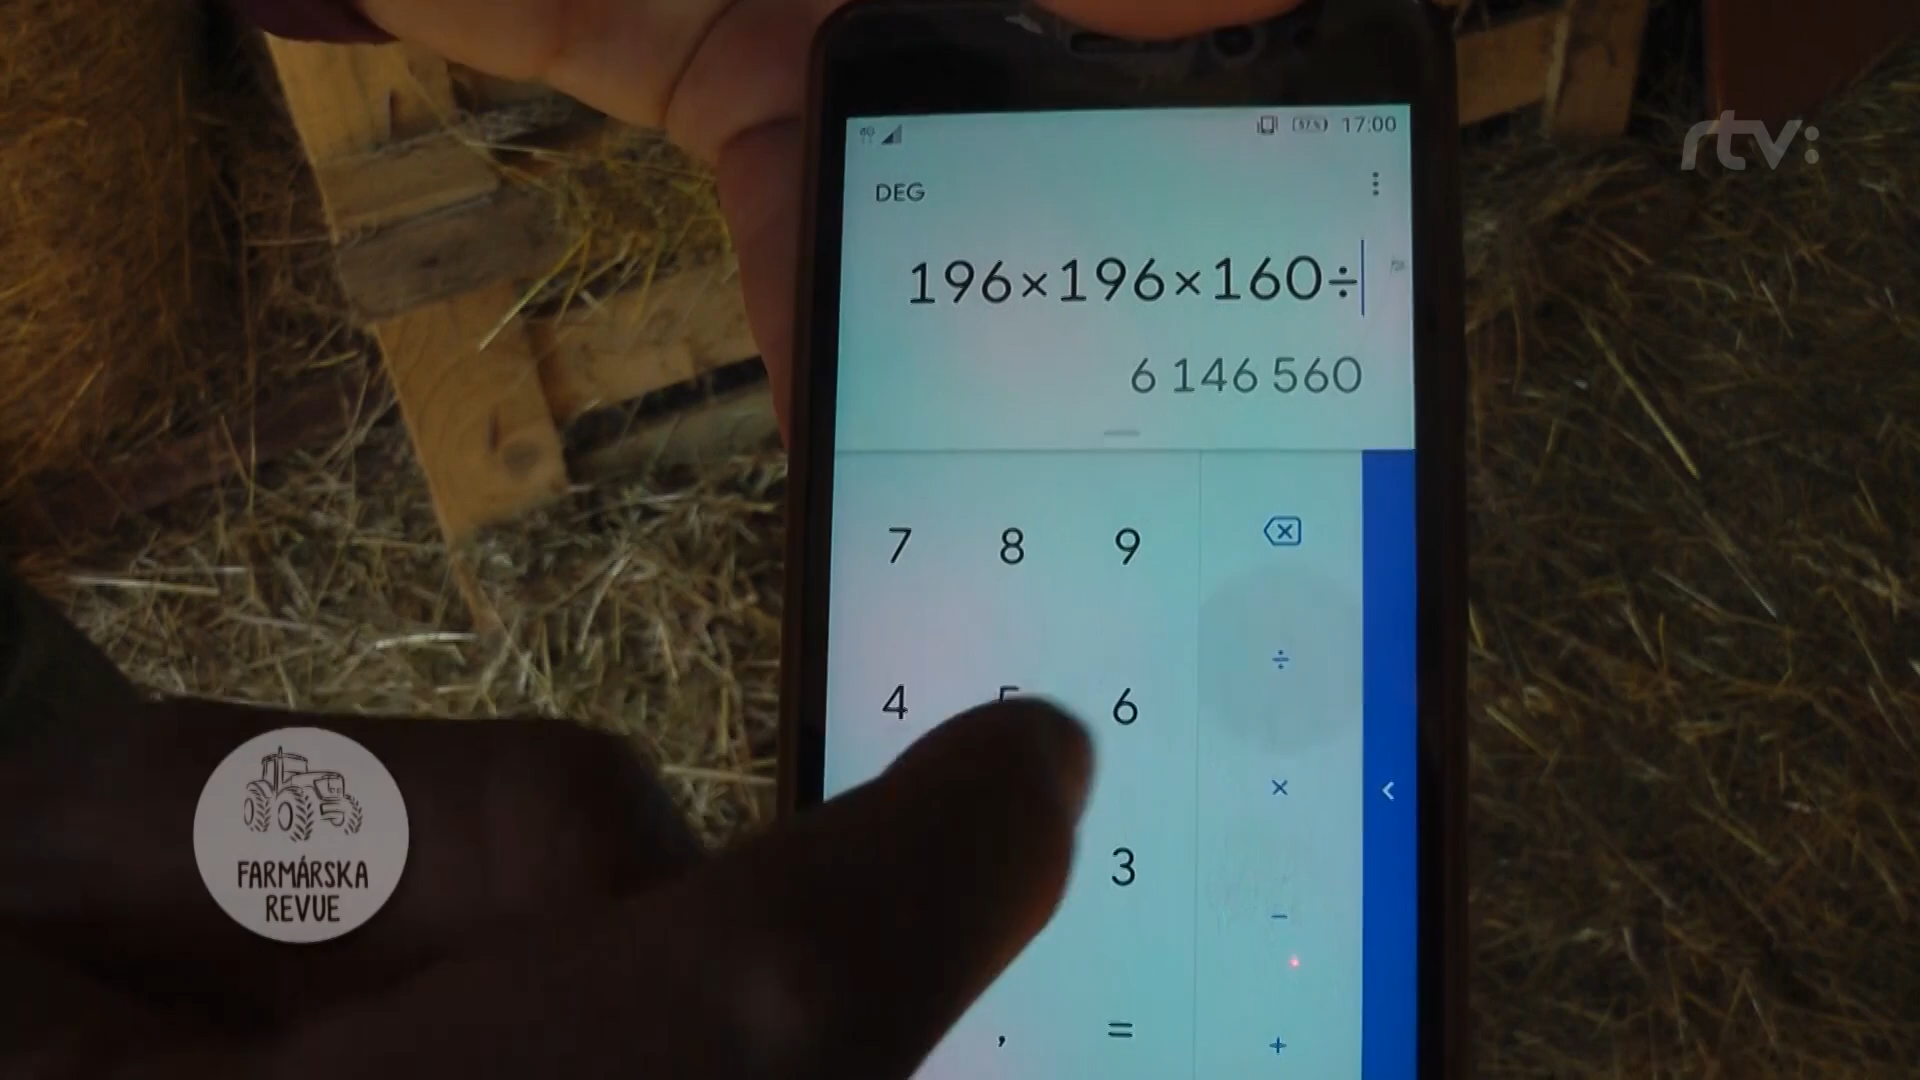 rtv:
17:00
DEG
196×196×160÷
6 146 560
7 8 9
÷
4 6
×
3
−
, =
+
FARMÁRSKA
REVUE